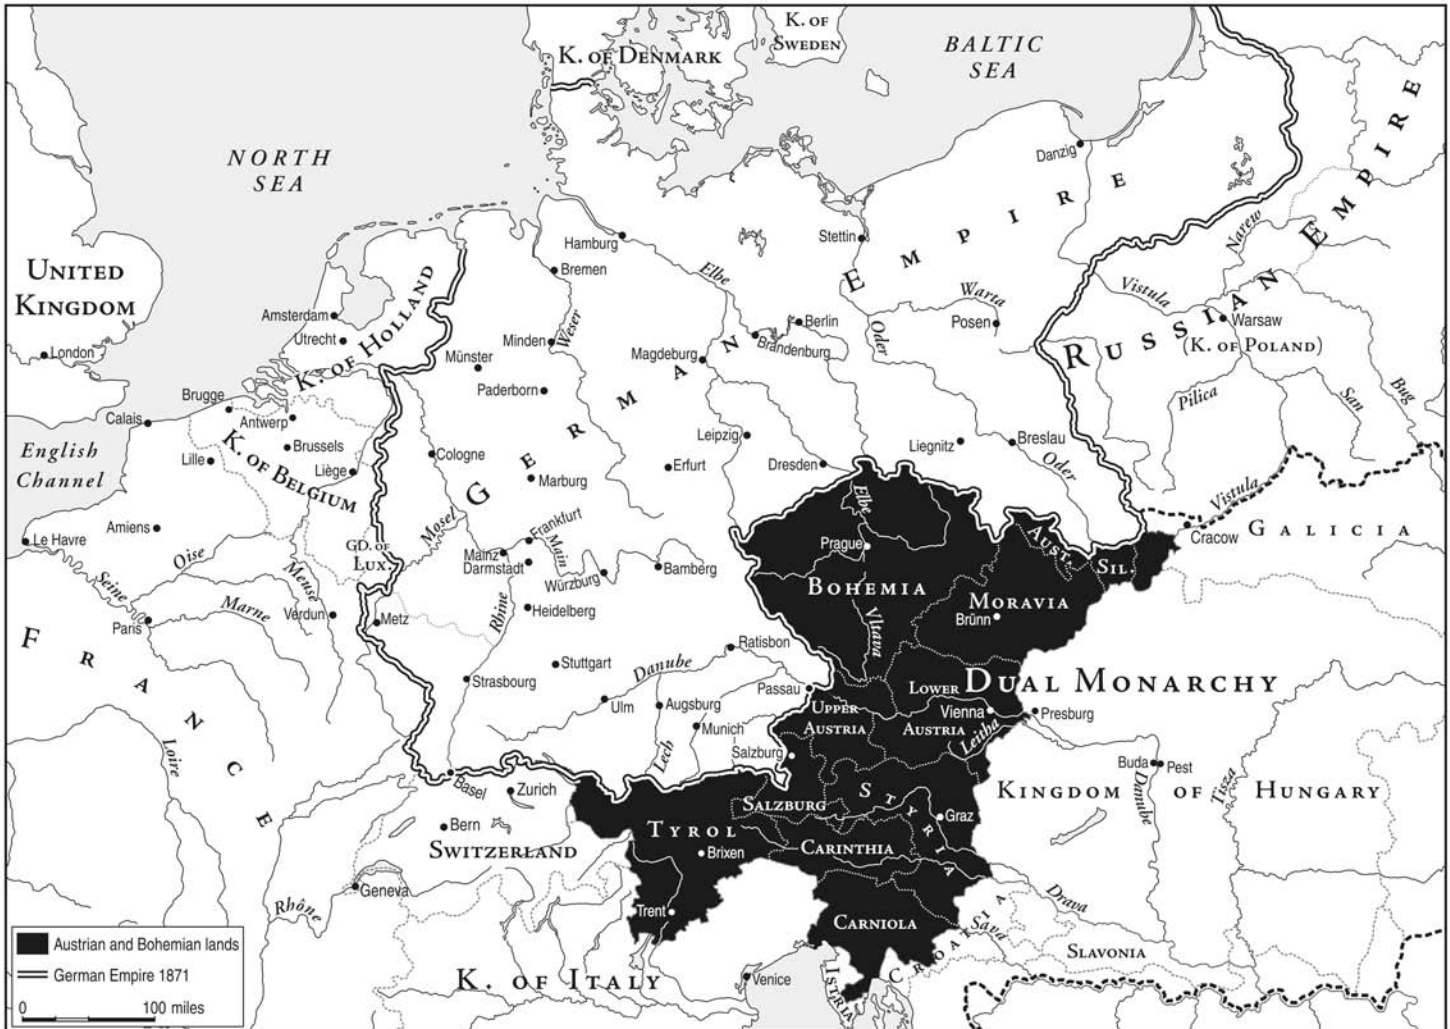 K. OF DENMARK
K. OF
SWEDEN
BALTIC
SEA
NORTH
SEA
UNITED
KINGDOM
London
English
Channel
Calais
Le Havre
Amiens
Lille
Brugge
Antwerp
Brussels
Liège
Amsterdam
Utrecht
K. OF HOLLAND
K. OF BELGIUM
GD. OF
LUX.
Oise
Seine
Marne
Meuse
Paris
Verdun
Metz
FRANCE
Loire
Rhône
Geneva
Hamburg
Bremen
Weser
Minden
Münster
Paderborn
Cologne
Marburg
Mosel
Frankfurt
Main
Mainz
Darmstadt
Würzburg
Bamberg
Rhine
Heidelberg
Strasbourg
Stuttgart
Danube
Ulm
Augsburg
Lech
Munich
Ratisbon
Passau
Salzburg
GERMAN EMPIRE
Elbe
Magdeburg
Brandenburg
Berlin
Leipzig
Erfurt
Dresden
Stettin
Oder
Danzig
Warta
Posen
Liegnitz
Breslau
Oder
RUSSIAN EMPIRE
(K. OF POLAND)
Narew
Vistula
Warsaw
Pilica
San
Bug
Vistula
Cracow
GALICIA
Elbe
Prague
BOHEMIA
Vltava
AUST.
SIL.
MORAVIA
Brünn
DUAL MONARCHY
LOWER
AUSTRIA
UPPER
AUSTRIA
Vienna
Leitha
Presburg
SALZBURG
STYRIA
Graz
TYROL
Brixen
Trent
CARINTHIA
CARNIOLA
ISTRIA
CROATIA
Sava
Drava
SLAVONIA
KINGDOM OF HUNGARY
Buda
Pest
Danube
Tisza
Basel
Zurich
Bern
SWITZERLAND
K. OF ITALY
Venice
Austrian and Bohemian lands
German Empire 1871
0 100 miles